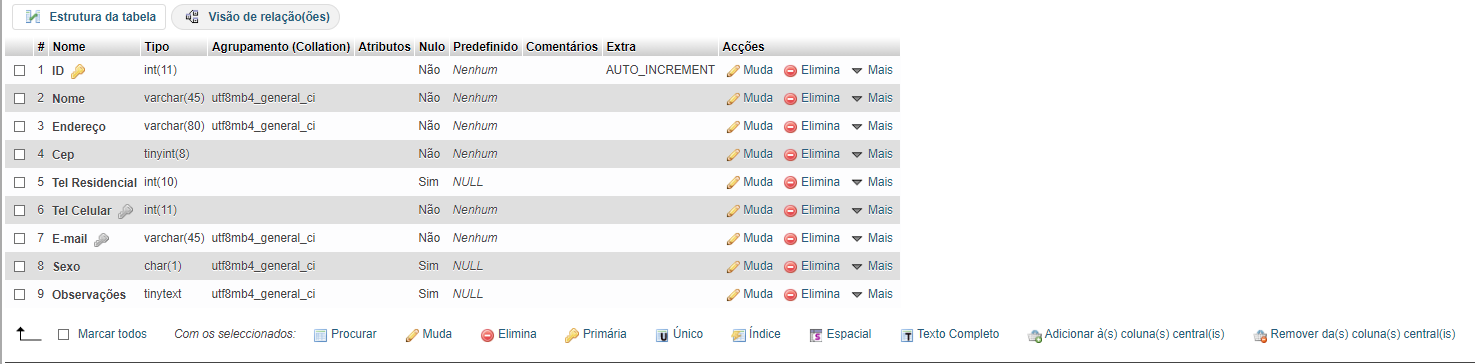 Estrutura da tabela Visão de relação(ões)
# Nome Tipo Agrupamento (Collation) Atributos Nulo Predefinido Comentários Extra Acções
1 ID int(11) Não Nenhum AUTO_INCREMENT Muda Elimina Mais
2 Nome varchar(45) utf8mb4_general_ci Não Nenhum Muda Elimina Mais
3 Endereço varchar(80) utf8mb4_general_ci Não Nenhum Muda Elimina Mais
4 Cep tinyint(8) Não Nenhum Muda Elimina Mais
5 Tel Residencial int(10) Sim NULL Muda Elimina Mais
6 Tel Celular int(11) Não Nenhum Muda Elimina Mais
7 E-mail varchar(45) utf8mb4_general_ci Não Nenhum Muda Elimina Mais
8 Sexo char(1) utf8mb4_general_ci Sim NULL Muda Elimina Mais
9 Observações tinytext utf8mb4_general_ci Sim NULL Muda Elimina Mais
Marcar todos Com os seleccionados: Procurar Muda Elimina Primária Único Índice Espacial Texto Completo Adicionar à(s) coluna(s) central(is) Remover da(s) coluna(s) central(is)